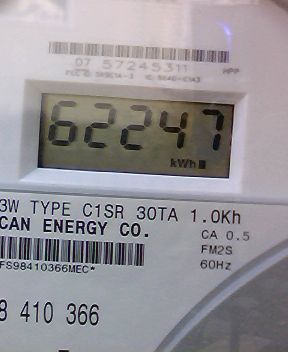 07 57245311
HPP
62247
kWh
3W TYPE C1SR 30TA 1.0Kh
CAN ENERGY CO.
CA 0.5
FM2S
60Hz
FS98410366MEC*
8 410 366